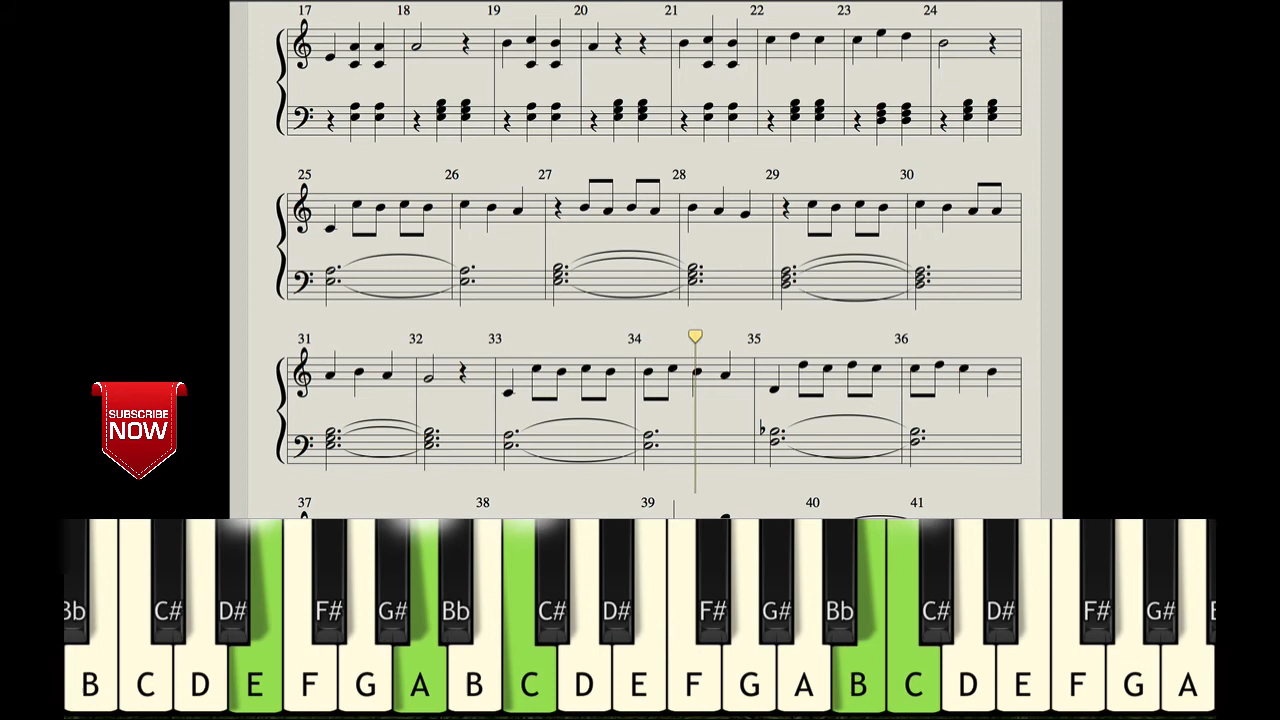 17 18 19 20 21 22 23 24
25 26 27 28 29 30
31 32 33 34 35 36
SUBSCRIBE
NOW
37 38 39 40 41
Bb C# D# F# G# Bb C# D# F# G# Bb C# D# F# G#
B C D E F G A B C D E F G A B C D E F G A